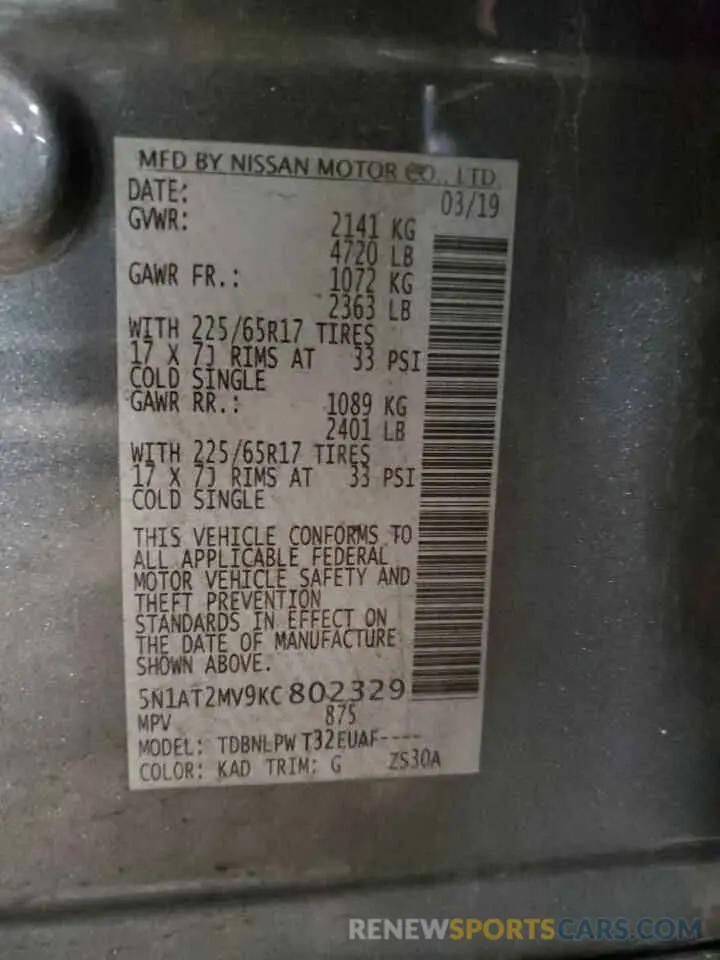 MFD BY NISSAN MOTOR CO., LTD.
DATE: 03/19
GVWR: 2141 KG
4720 LB
GAWR FR.: 1072 KG
2363 LB
WITH 225/65R17 TIRES
17 X 7J RIMS AT 33 PSI
COLD SINGLE
GAWR RR.: 1089 KG
2401 LB
WITH 225/65R17 TIRES
17 X 7J RIMS AT 33 PSI
COLD SINGLE
THIS VEHICLE CONFORMS TO
ALL APPLICABLE FEDERAL
MOTOR VEHICLE SAFETY AND
THEFT PREVENTION
STANDARDS IN EFFECT ON
THE DATE OF MANUFACTURE
SHOWN ABOVE.
5N1AT2MV9KC802329
MPV 875
MODEL: TDBNLPW T32EUAF----
COLOR: KAD TRIM: G ZS30A
RENEWSPORTSCARS.COM